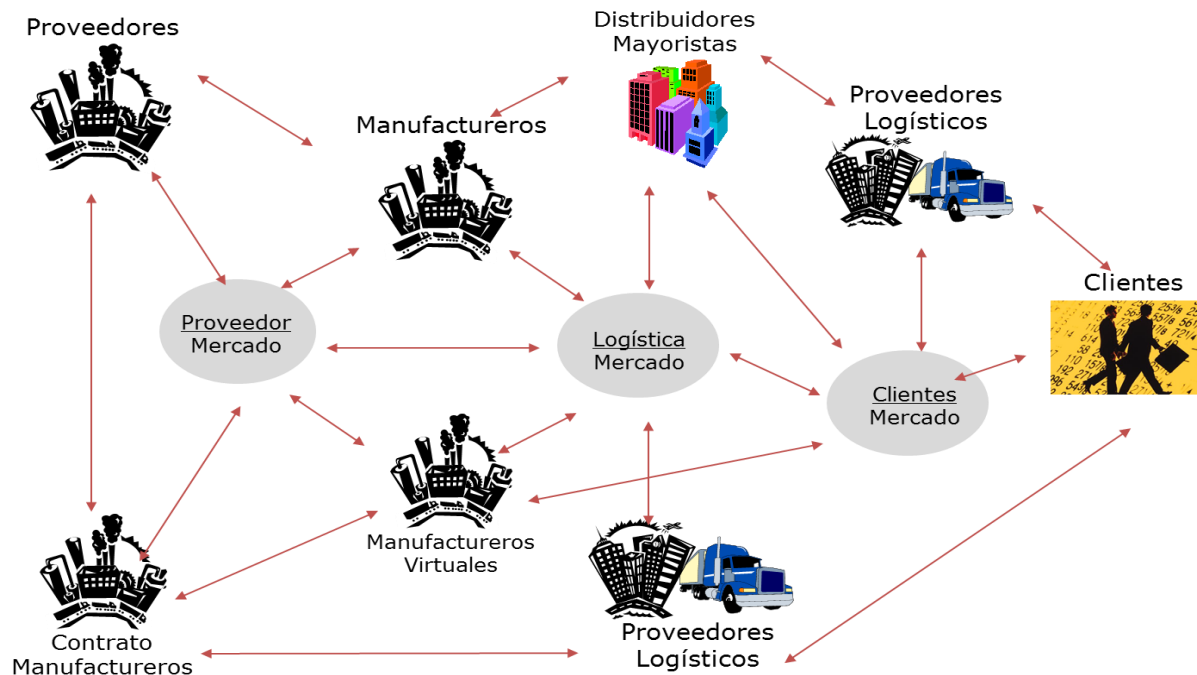 Proveedores
Distribuidores
Mayoristas
Proveedores
Logísticos
Manufactureros
Clientes
Proveedor
Mercado
Logística
Mercado
Clientes
Mercado
Manufactureros
Virtuales
Contrato
Manufactureros
Proveedores
Logísticos